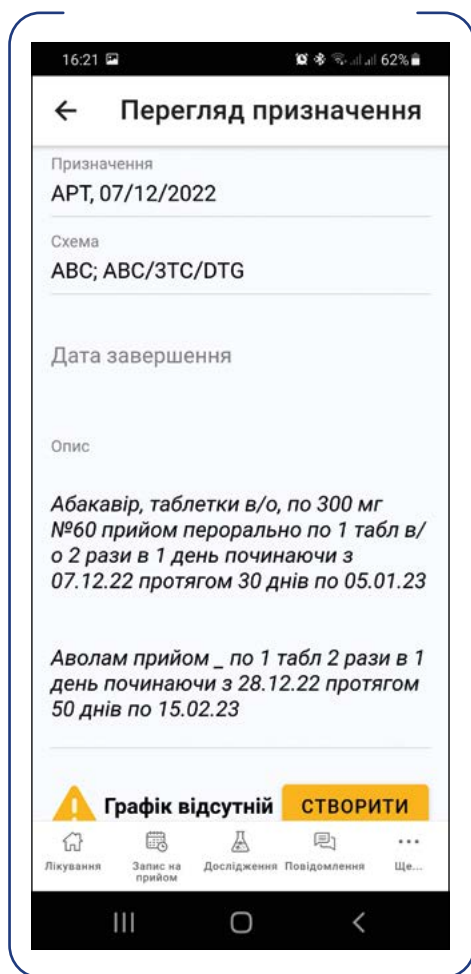 16:21 62%
Перегляд призначення
Призначення
АРТ, 07/12/2022
Схема
ABC; ABC/3TC/DTG
Дата завершення
Опис
Абакавір, таблетки в/о, по 300 мг
№60 прийом перорально по 1 табл в/
о 2 рази в 1 день починаючи з
07.12.22 протягом 30 днів по 05.01.23
Аволам прийом _ по 1 табл 2 рази в 1
день починаючи з 28.12.22 протягом
50 днів по 15.02.23
Графік відсутній СТВОРИТИ
Лікування Запис на прийом Дослідження Повідомлення Ще...